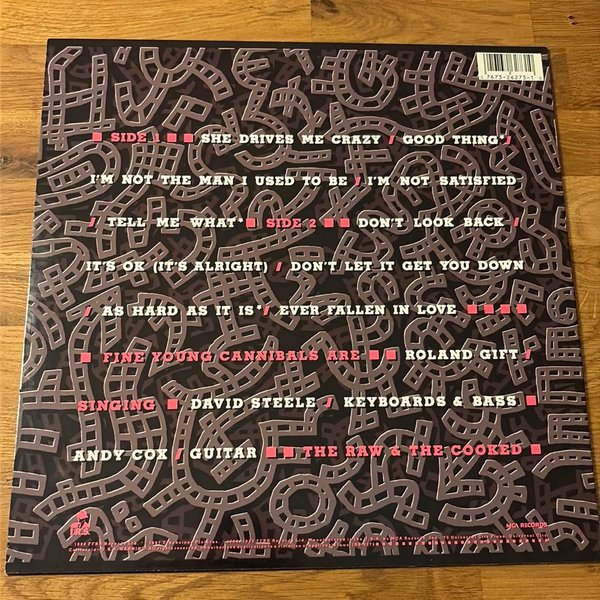 7673-26273-1
■ SIDE 1 ■ ■ SHE DRIVES ME CRAZY / GOOD THING*/
I'M NOT THE MAN I USED TO BE / I'M NOT SATISFIED
/ TELL ME WHAT*■ SIDE 2 ■ ■ DON'T LOOK BACK /
IT'S OK (IT'S ALRIGHT) / DON'T LET IT GET YOU DOWN
/ AS HARD AS IT IS*/ EVER FALLEN IN LOVE ■ ■ ■ ■
■ FINE YOUNG CANNIBALS ARE ■ ■ ROLAND GIFT /
SINGING ■ DAVID STEELE / KEYBOARDS & BASS ■
ANDY COX / GUITAR ■ ■ THE RAW & THE COOKED ■
MCA RECORDS